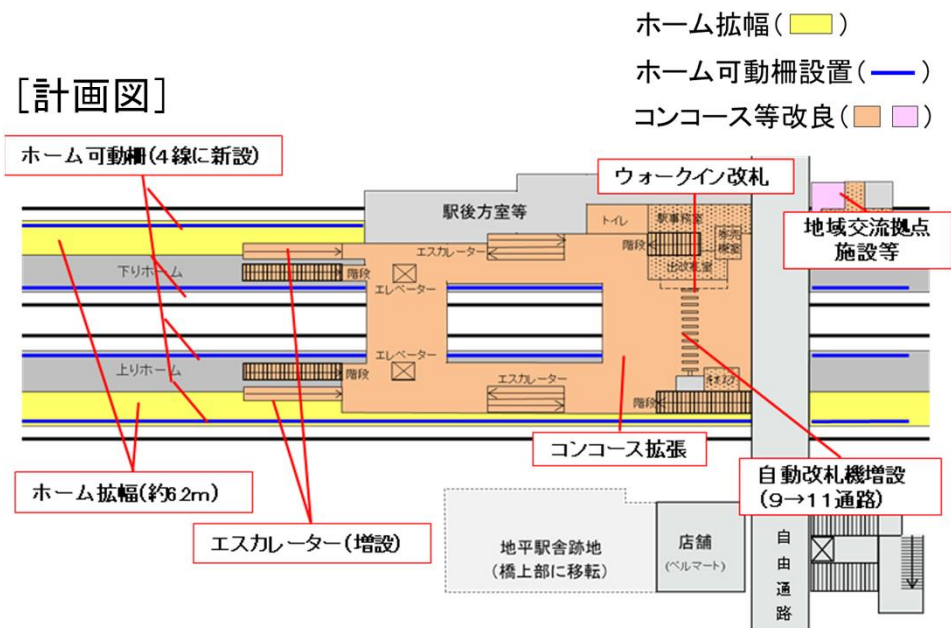 ホーム拡幅( )
[計画図]
ホーム可動柵設置( )
コンコース等改良( )
ホーム可動柵(4線に新設)
ウォークイン改札
駅後方室等
トイレ
駅事務室
券売
機室
地域交流拠点
施設等
階段
エスカレーター
出改札室
下りホーム
階段
エレベーター
エレベーター
上りホーム
階段
エスカレーター
階段
コンコース拡張
ホーム拡幅(約6.2m)
自動改札機増設
(9→11通路)
エスカレーター(増設)
地平駅舎跡地
(橋上部に移転)
店舗
(ベルマート)
自由通路